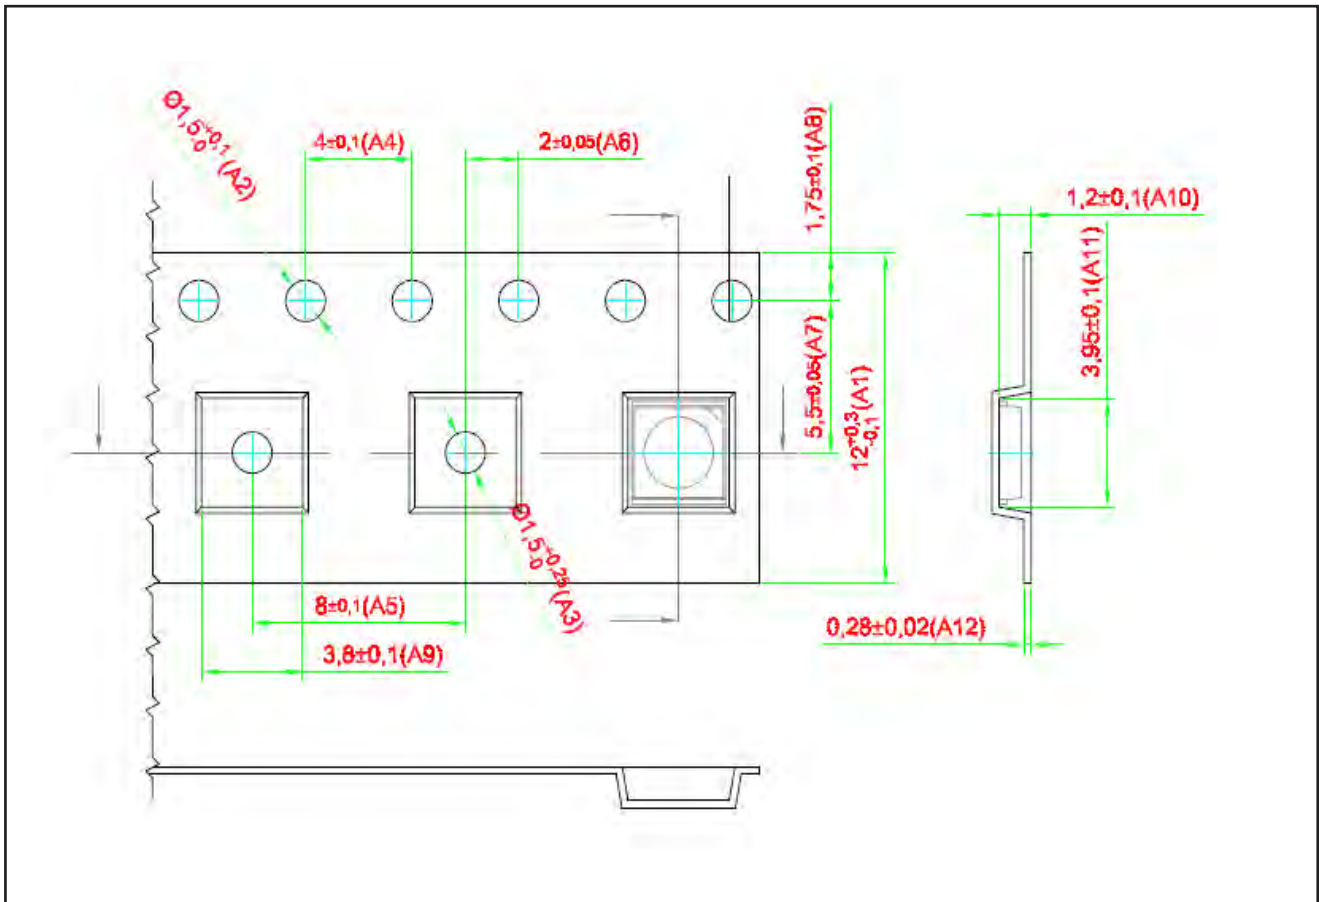 Ø1,5+0,1-0(A2)
4±0,1(A4)
2±0,05(A6)
1,75±0,1(A8)
1,2±0,1(A10)
3,95±0,1(A11)
5,5±0,05(A7)
12+0,3-0,1(A1)
Ø1,5+0,25-0(A3)
8±0,1(A5)
3,8±0,1(A9)
0,28±0,02(A12)